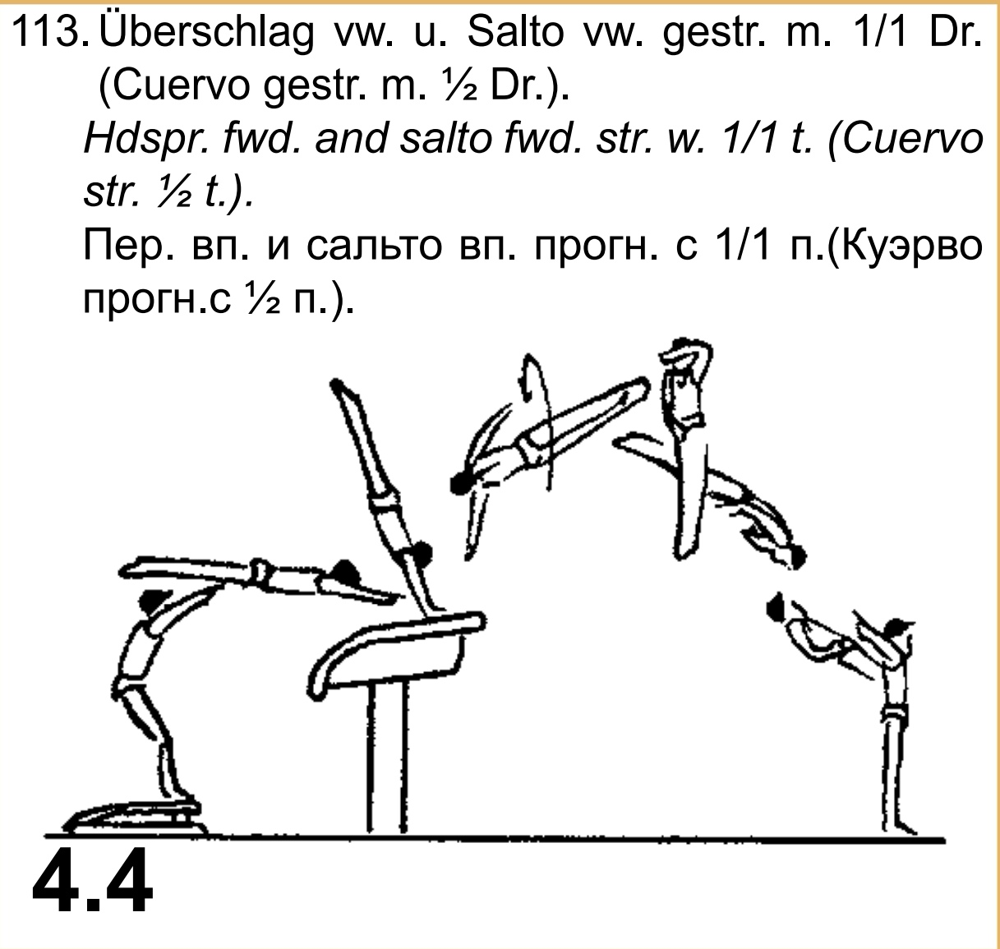 113. Überschlag vw. u. Salto vw. gestr. m. 1/1 Dr.
(Cuervo gestr. m. ½ Dr.).
Hdspr. fwd. and salto fwd. str. w. 1/1 t. (Cuervo
str. ½ t.).
Пер. вп. и сальто вп. прогн. с 1/1 п.(Куэрво
прогн.с ½ п.).
4.4